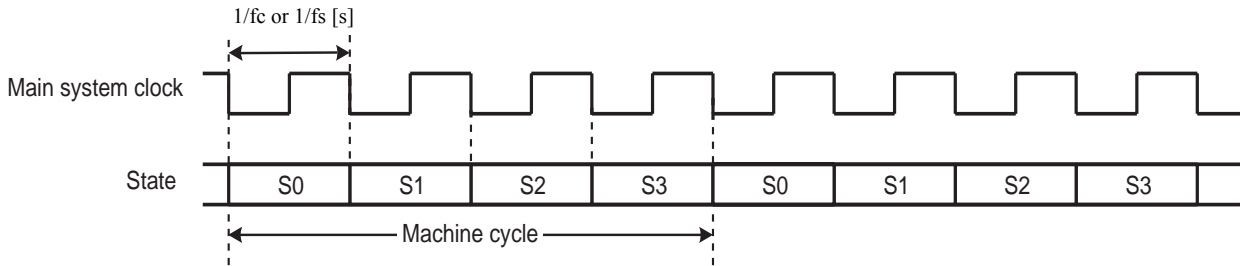 1/fc or 1/fs [s]
Main system clock
State S0 S1 S2 S3 S0 S1 S2 S3
Machine cycle